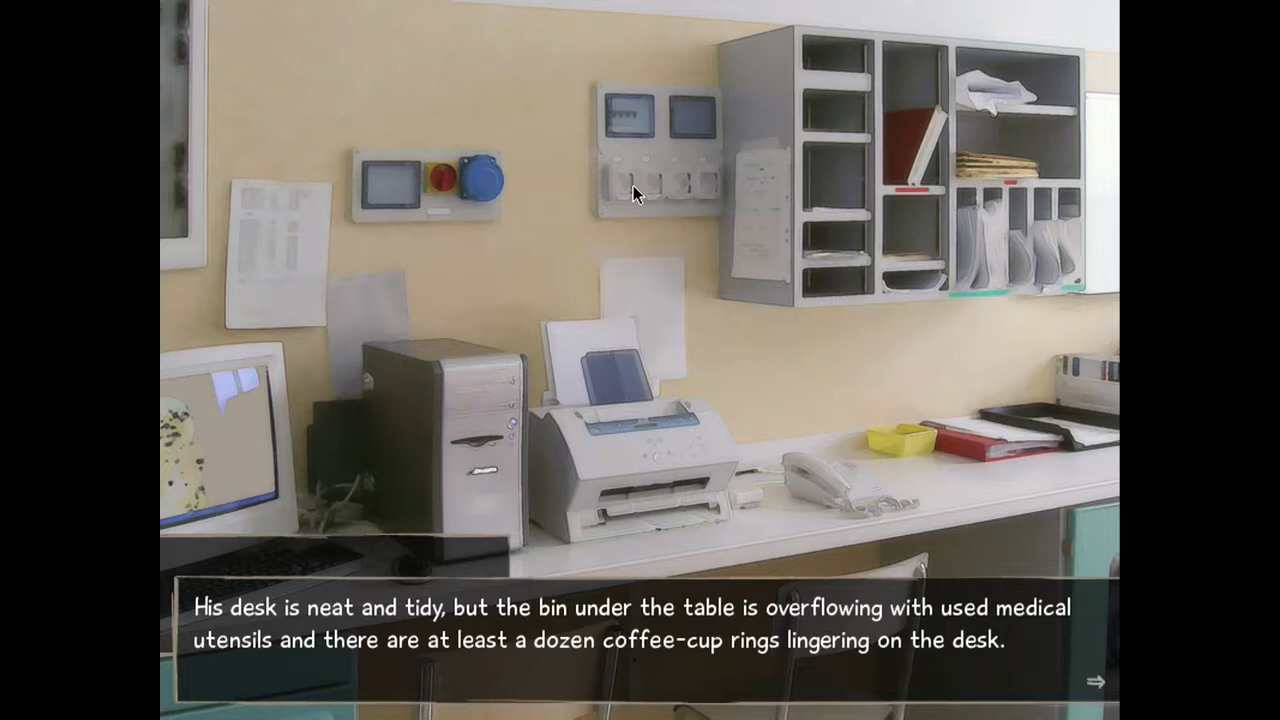 His desk is neat and tidy, but the bin under the table is overflowing with used medical
utensils and there are at least a dozen coffee-cup rings lingering on the desk.